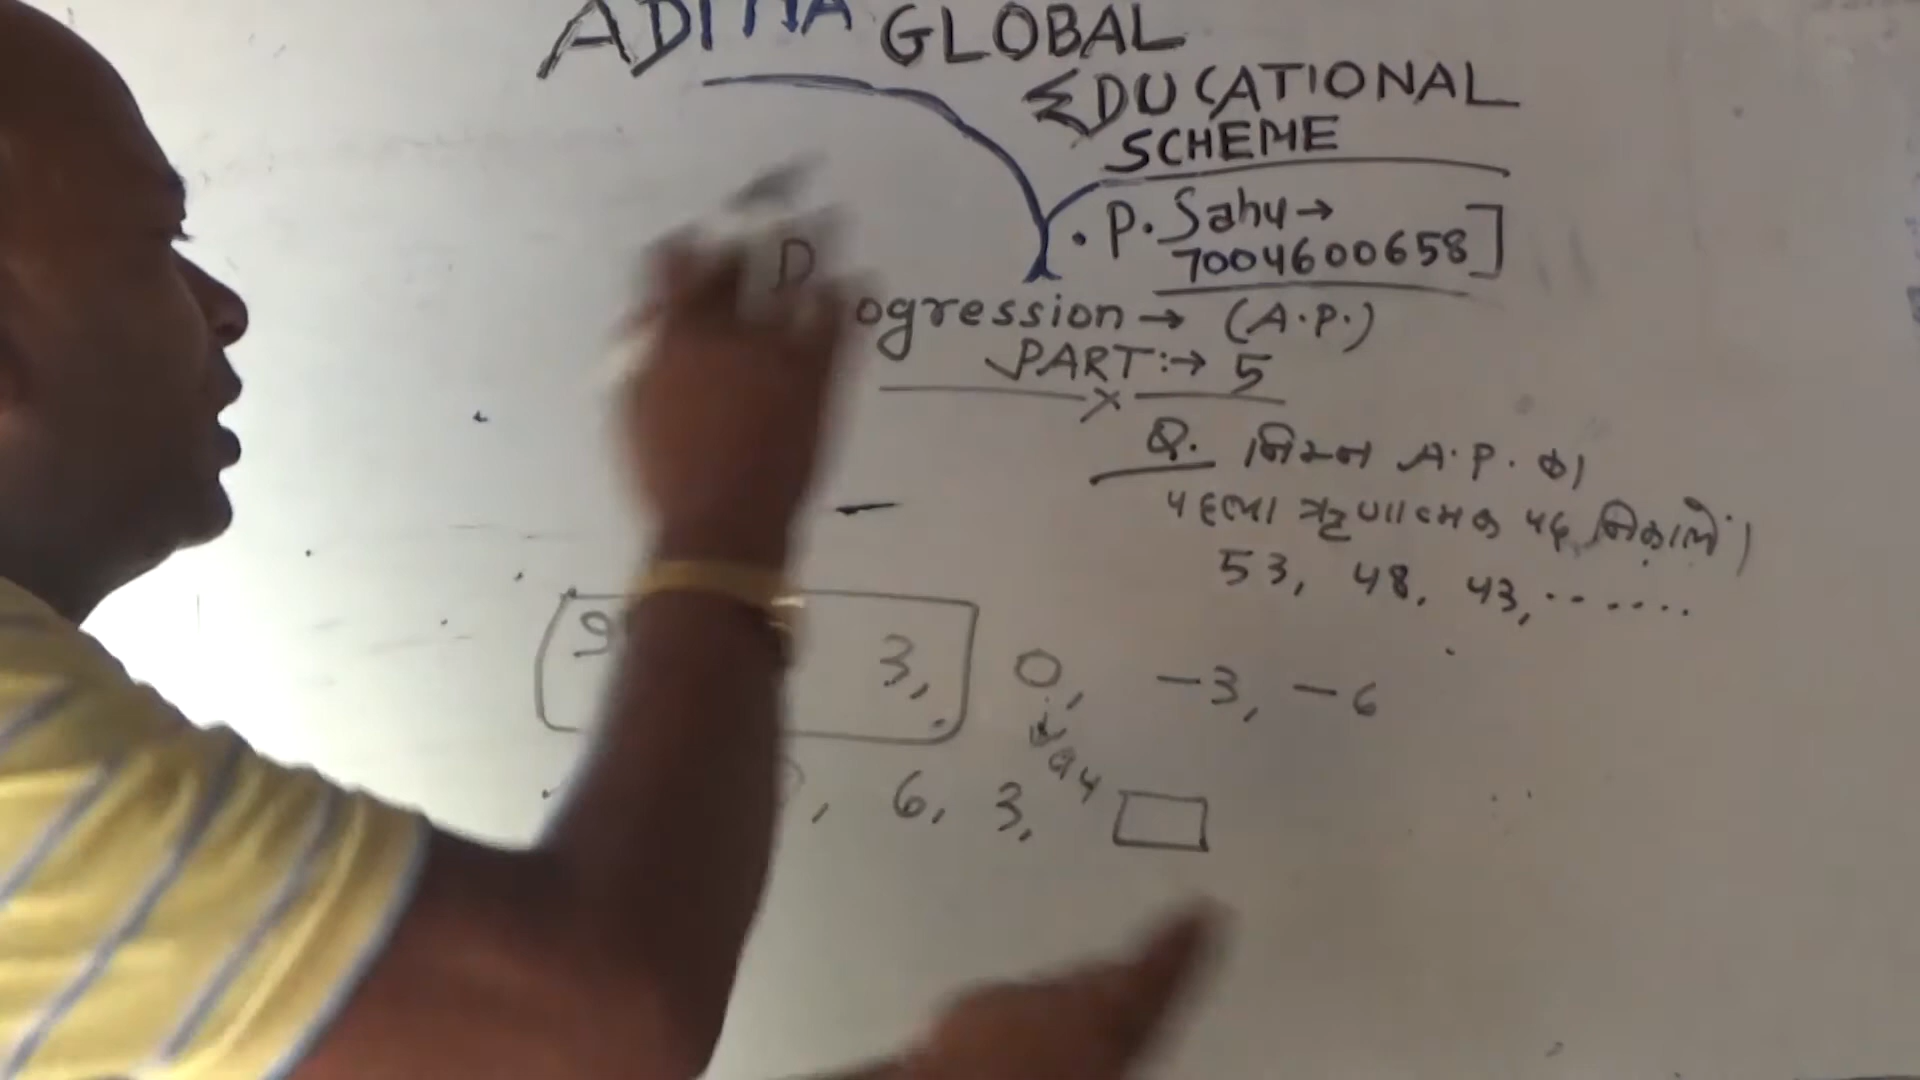 ADITYA GLOBAL
EDUCATIONAL
SCHEME
. P. Sahu →
7004600658]
ogression → (A.P.)
PART:→ 5
Q. निम्न A.P. का
पहला ऋणात्मक पद निकालें।
53, 48, 43, .......
9 3, 0, -3, -6
6, 3,